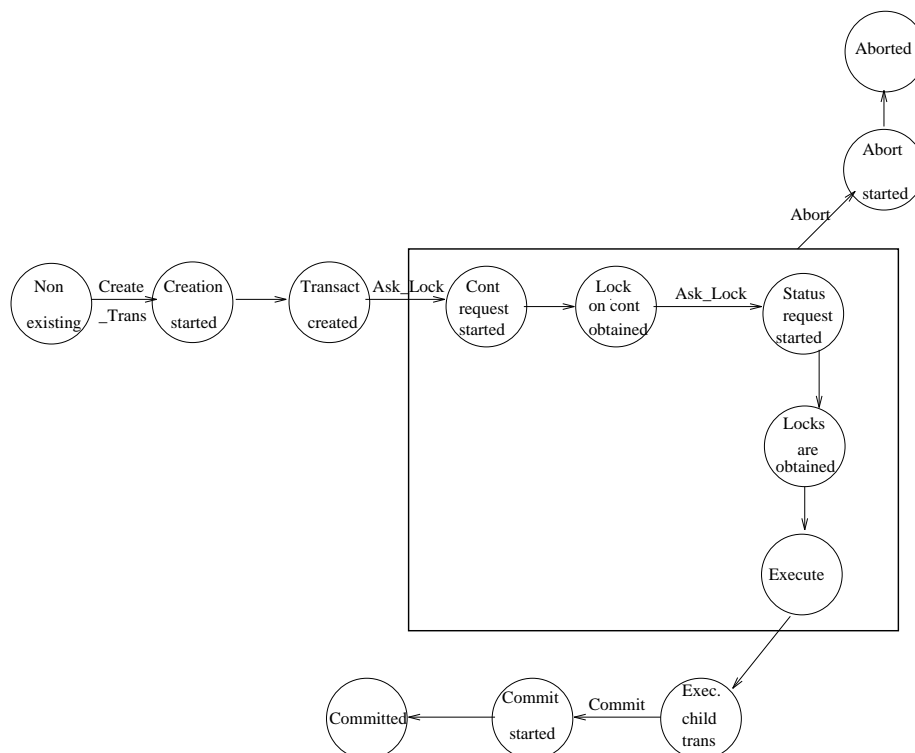 Aborted
Abort
started
Abort
Non
existing
Create
_Trans
Creation
started
Transact
created
Ask_Lock
Cont
request
started
Lock
on cont
obtained
Ask_Lock
Status
request
started
Locks
are
obtained
Execute
Exec.
child
trans
Commit
Commit
started
Committed